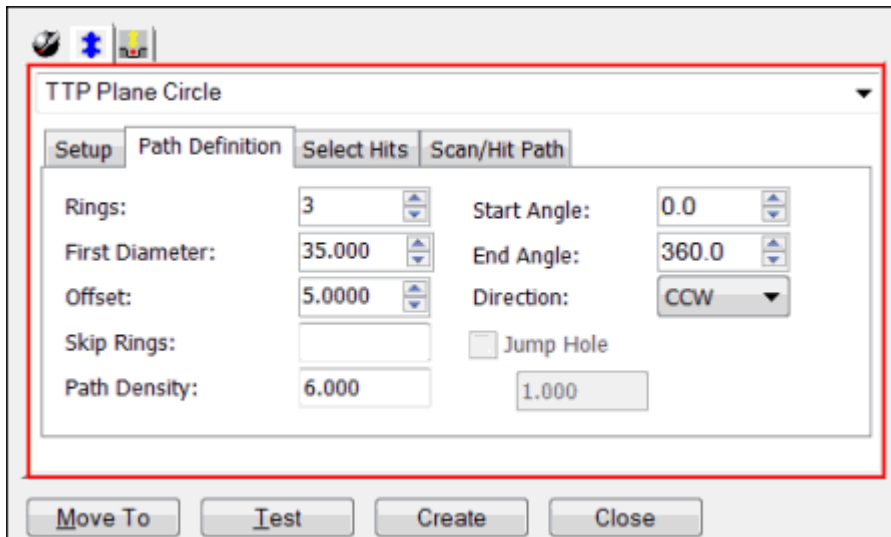 TTP Plane Circle
Setup Path Definition Select Hits Scan/Hit Path
Rings: 3 Start Angle: 0.0
First Diameter: 35.000 End Angle: 360.0
Offset: 5.0000 Direction: CCW
Skip Rings: Jump Hole
Path Density: 6.000 1.000
Move To Test Create Close